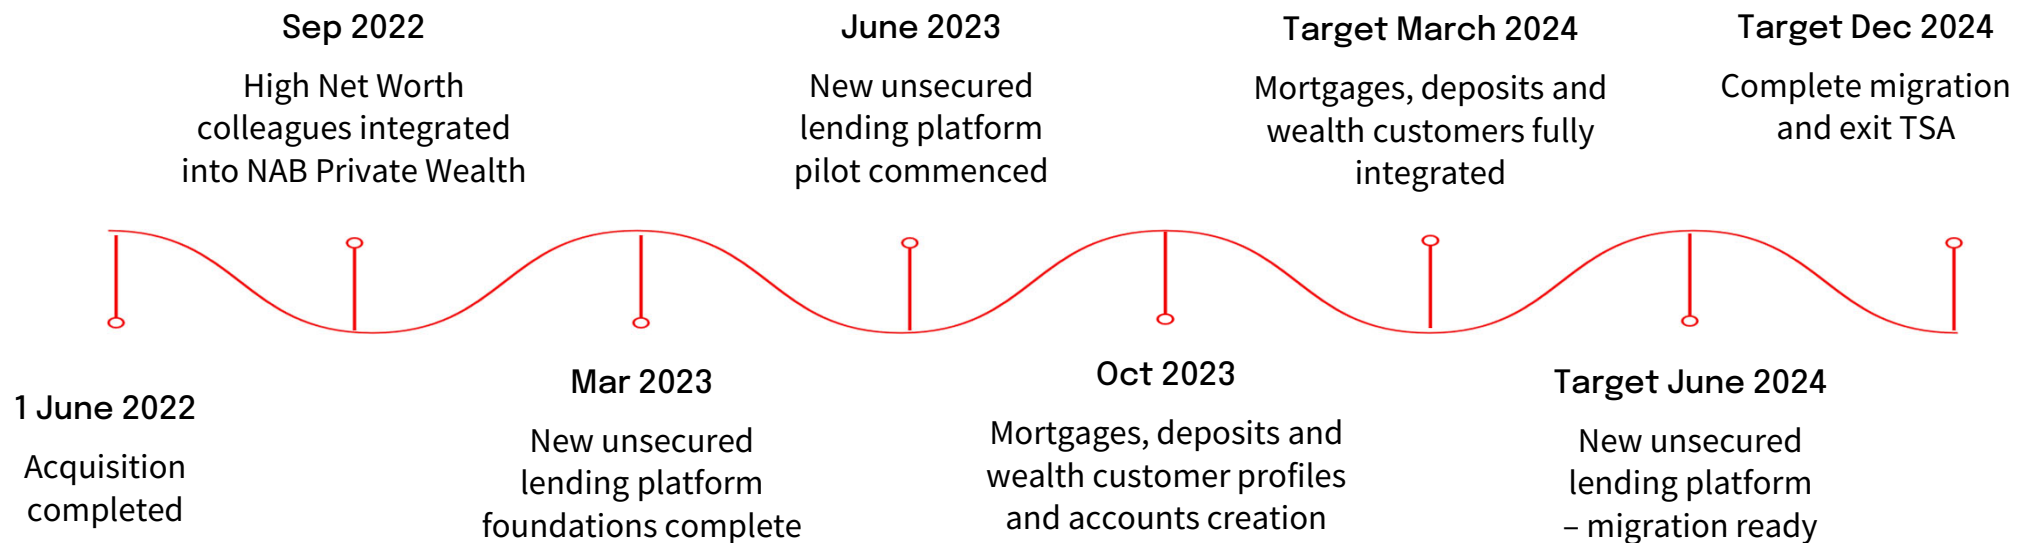 Sep 2022
High Net Worth
colleagues integrated
into NAB Private Wealth
June 2023
New unsecured
lending platform
pilot commenced
Target March 2024
Mortgages, deposits and
wealth customers fully
integrated
Target Dec 2024
Complete migration
and exit TSA
1 June 2022
Acquisition
completed
Mar 2023
New unsecured
lending platform
foundations complete
Oct 2023
Mortgages, deposits and
wealth customer profiles
and accounts creation
Target June 2024
New unsecured
lending platform
– migration ready